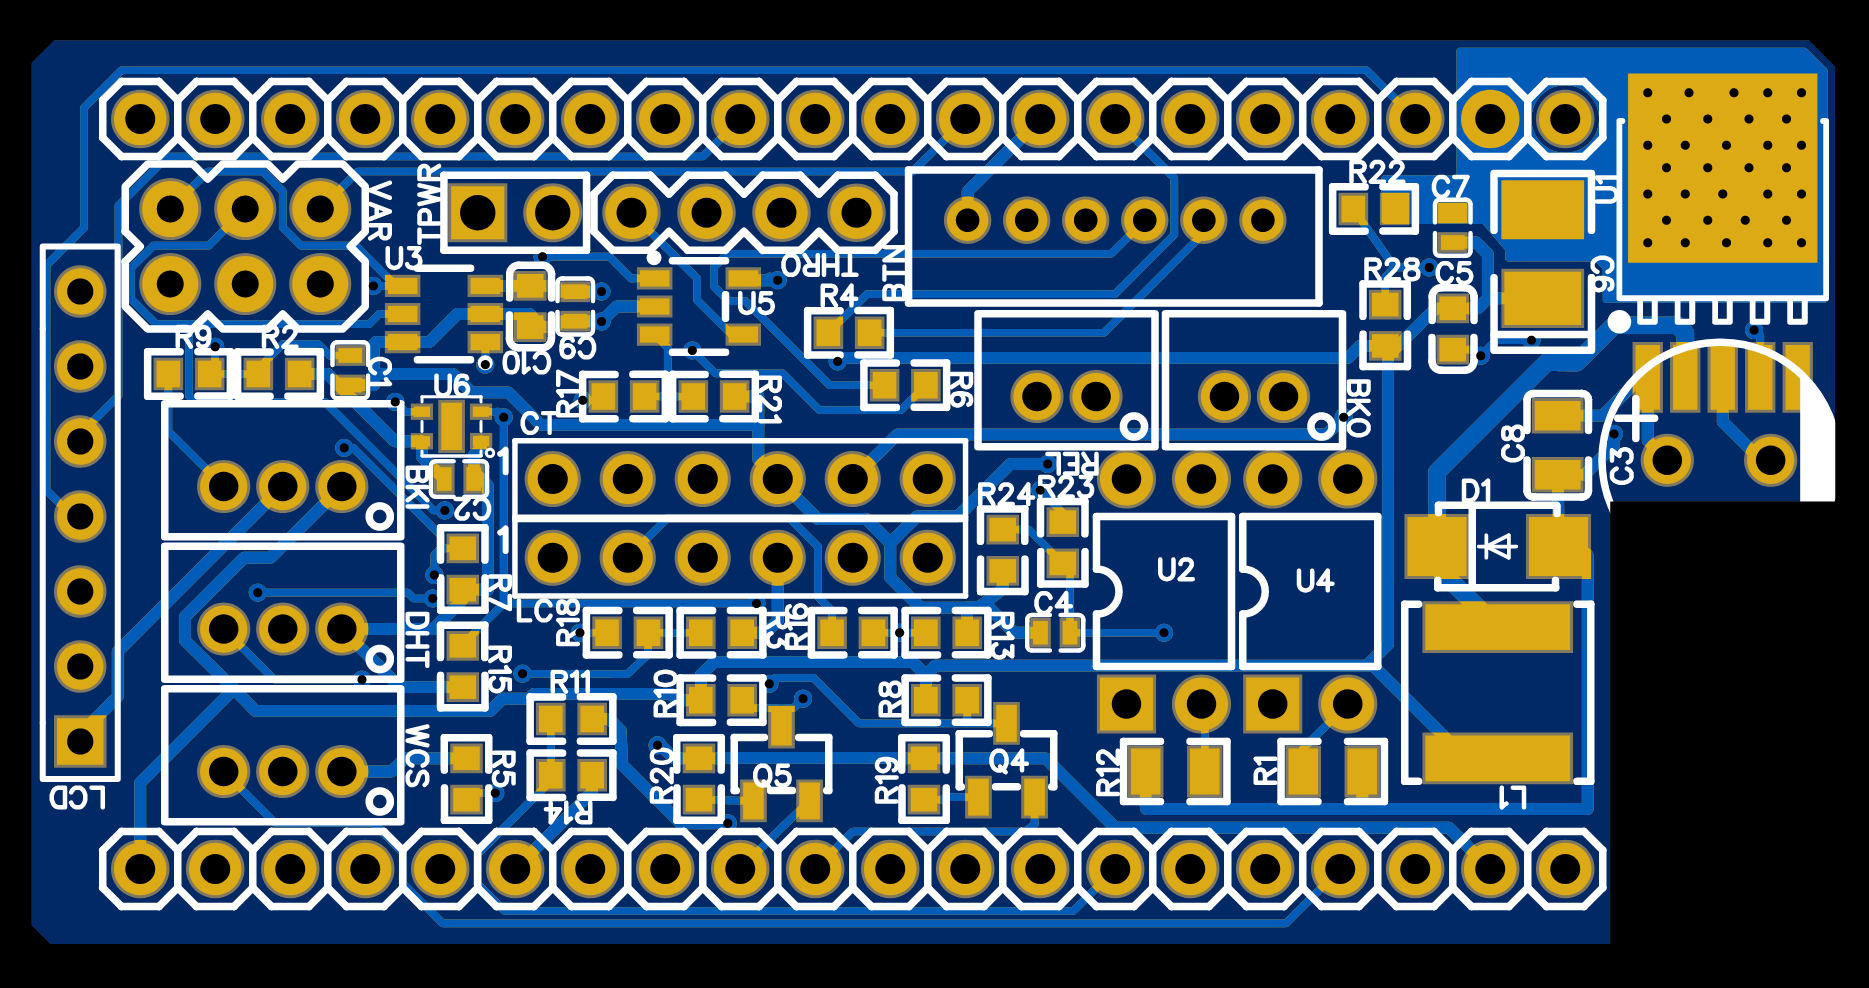 R22
C7
U1
VAR
TPWR
U3
THRO
BTN
R28
C5
C6
R4
U5
R9
R2
C10
C9
C1
U6
R17
R21
R6
BKO
CT
1
C8
C3
BKI
C2
REL
R24
R23
D1
1
R7
LC
U2
U4
DHT
R18
R3
R16
R13
C4
R15
R11
R10
R8
WCS
R5
R20
Q5
R19
Q4
R12
R1
LCD
R14
L1